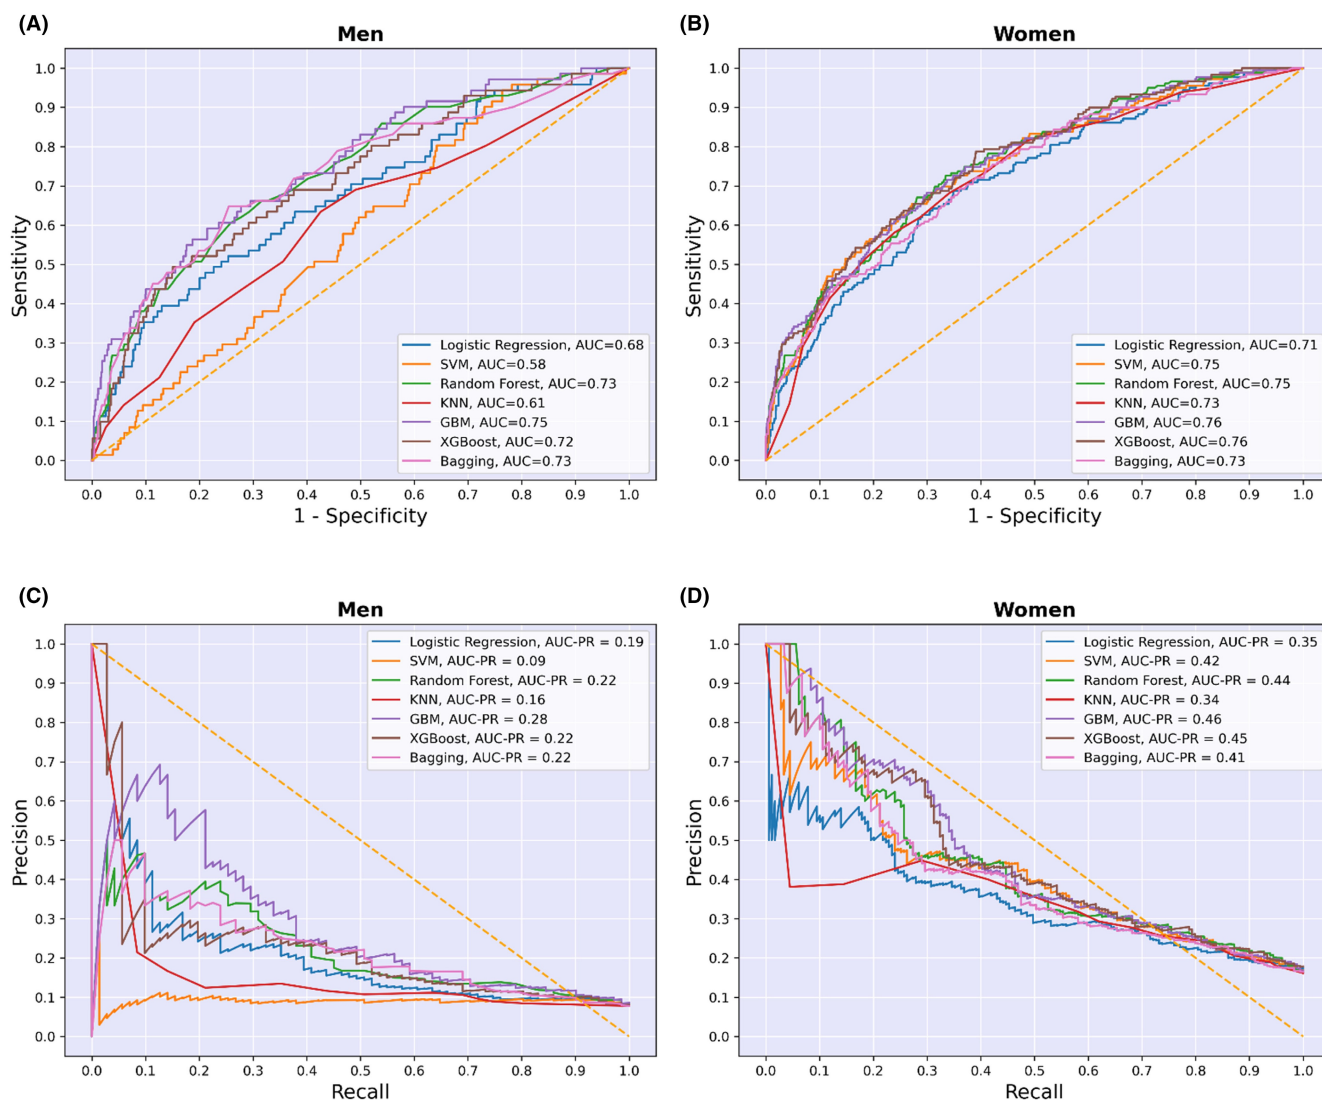 (A)
Men
Sensitivity
1.0
0.9
0.8
0.7
0.6
0.5
0.4
0.3
0.2
0.1
0.0
Logistic Regression, AUC=0.68
SVM, AUC=0.58
Random Forest, AUC=0.73
KNN, AUC=0.61
GBM, AUC=0.75
XGBoost, AUC=0.72
Bagging, AUC=0.73
0.0 0.1 0.2 0.3 0.4 0.5 0.6 0.7 0.8 0.9 1.0
1 - Specificity
(B)
Women
Sensitivity
1.0
0.9
0.8
0.7
0.6
0.5
0.4
0.3
0.2
0.1
0.0
Logistic Regression, AUC=0.71
SVM, AUC=0.75
Random Forest, AUC=0.75
KNN, AUC=0.73
GBM, AUC=0.76
XGBoost, AUC=0.76
Bagging, AUC=0.73
0.0 0.1 0.2 0.3 0.4 0.5 0.6 0.7 0.8 0.9 1.0
1 - Specificity
(C)
Men
Precision
1.0
0.9
0.8
0.7
0.6
0.5
0.4
0.3
0.2
0.1
0.0
Logistic Regression, AUC-PR = 0.19
SVM, AUC-PR = 0.09
Random Forest, AUC-PR = 0.22
KNN, AUC-PR = 0.16
GBM, AUC-PR = 0.28
XGBoost, AUC-PR = 0.22
Bagging, AUC-PR = 0.22
0.0 0.1 0.2 0.3 0.4 0.5 0.6 0.7 0.8 0.9 1.0
Recall
(D)
Women
Precision
1.0
0.9
0.8
0.7
0.6
0.5
0.4
0.3
0.2
0.1
0.0
Logistic Regression, AUC-PR = 0.35
SVM, AUC-PR = 0.42
Random Forest, AUC-PR = 0.44
KNN, AUC-PR = 0.34
GBM, AUC-PR = 0.46
XGBoost, AUC-PR = 0.45
Bagging, AUC-PR = 0.41
0.0 0.1 0.2 0.3 0.4 0.5 0.6 0.7 0.8 0.9 1.0
Recall